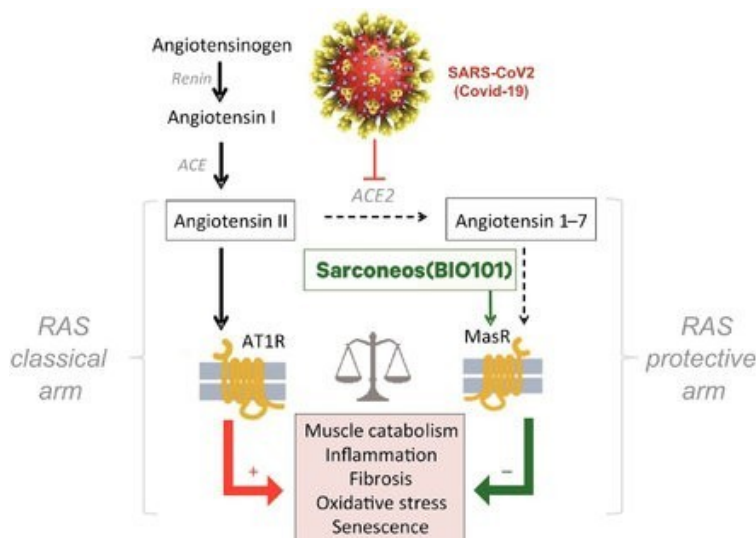 Angiotensinogen
Renin
SARS-CoV2
(Covid-19)
Angiotensin I
ACE
ACE2
Angiotensin II
Angiotensin 1–7
Sarconeos(BIO101)
RAS
classical
arm
AT1R
MasR
RAS
protective
arm
Muscle catabolism
Inflammation
Fibrosis
Oxidative stress
Senescence
+
–